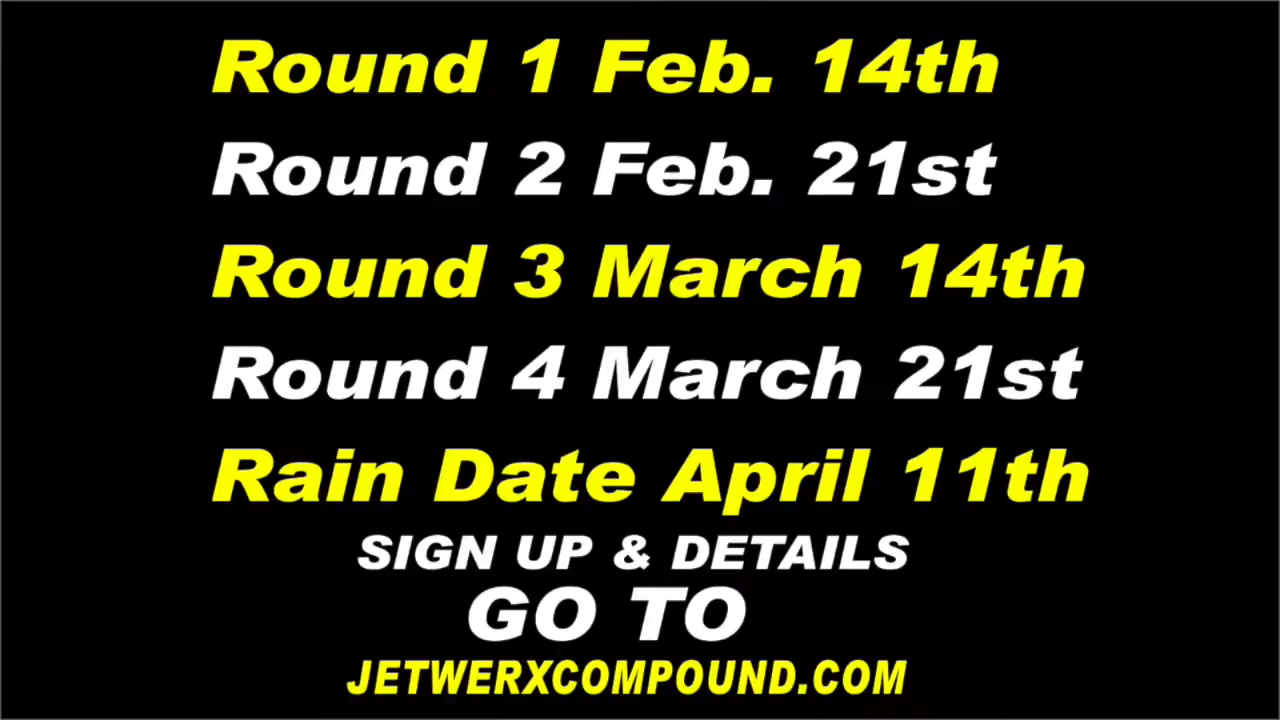 Round 1 Feb. 14th
Round 2 Feb. 21st
Round 3 March 14th
Round 4 March 21st
Rain Date April 11th
SIGN UP & DETAILS
GO TO
JETWERXCOMPOUND.COM